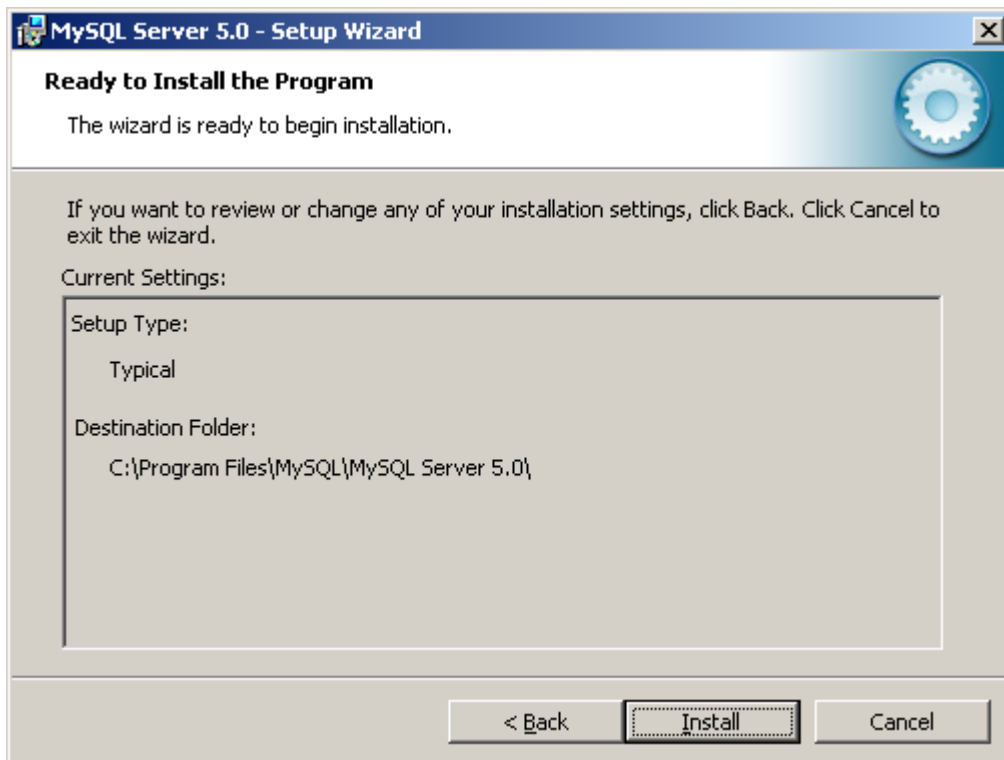 MySQL Server 5.0 - Setup Wizard
Ready to Install the Program
The wizard is ready to begin installation.
If you want to review or change any of your installation settings, click Back. Click Cancel to
exit the wizard.
Current Settings:
Setup Type:
Typical
Destination Folder:
C:\Program Files\MySQL\MySQL Server 5.0\
< Back
Install
Cancel